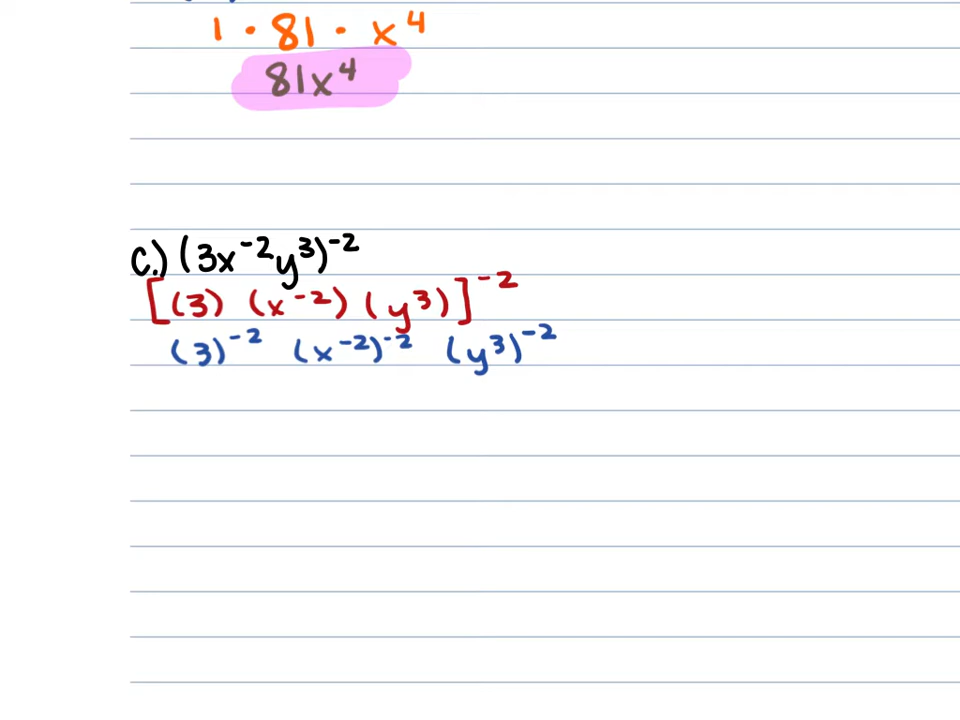 1 · 81 · x⁴
81x⁴
C.) (3x⁻²y³)⁻²
[(3) (x⁻²) (y³)]⁻²
(3)⁻² (x⁻²)⁻² (y³)⁻²